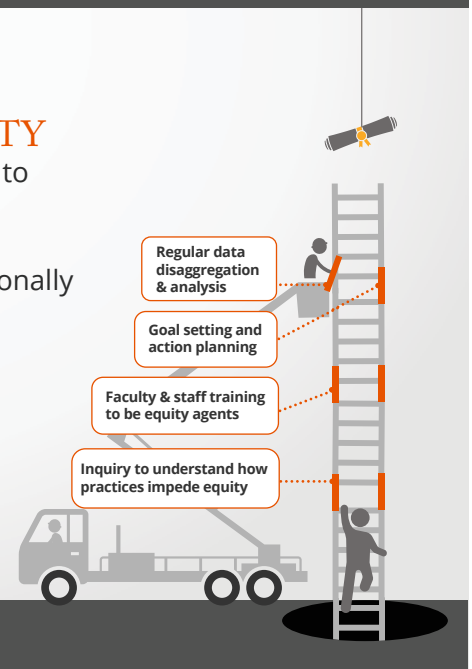 TY
to
onally
Regular data
disaggregation
& analysis
Goal setting and
action planning
Faculty & staff training
to be equity agents
Inquiry to understand how
practices impede equity